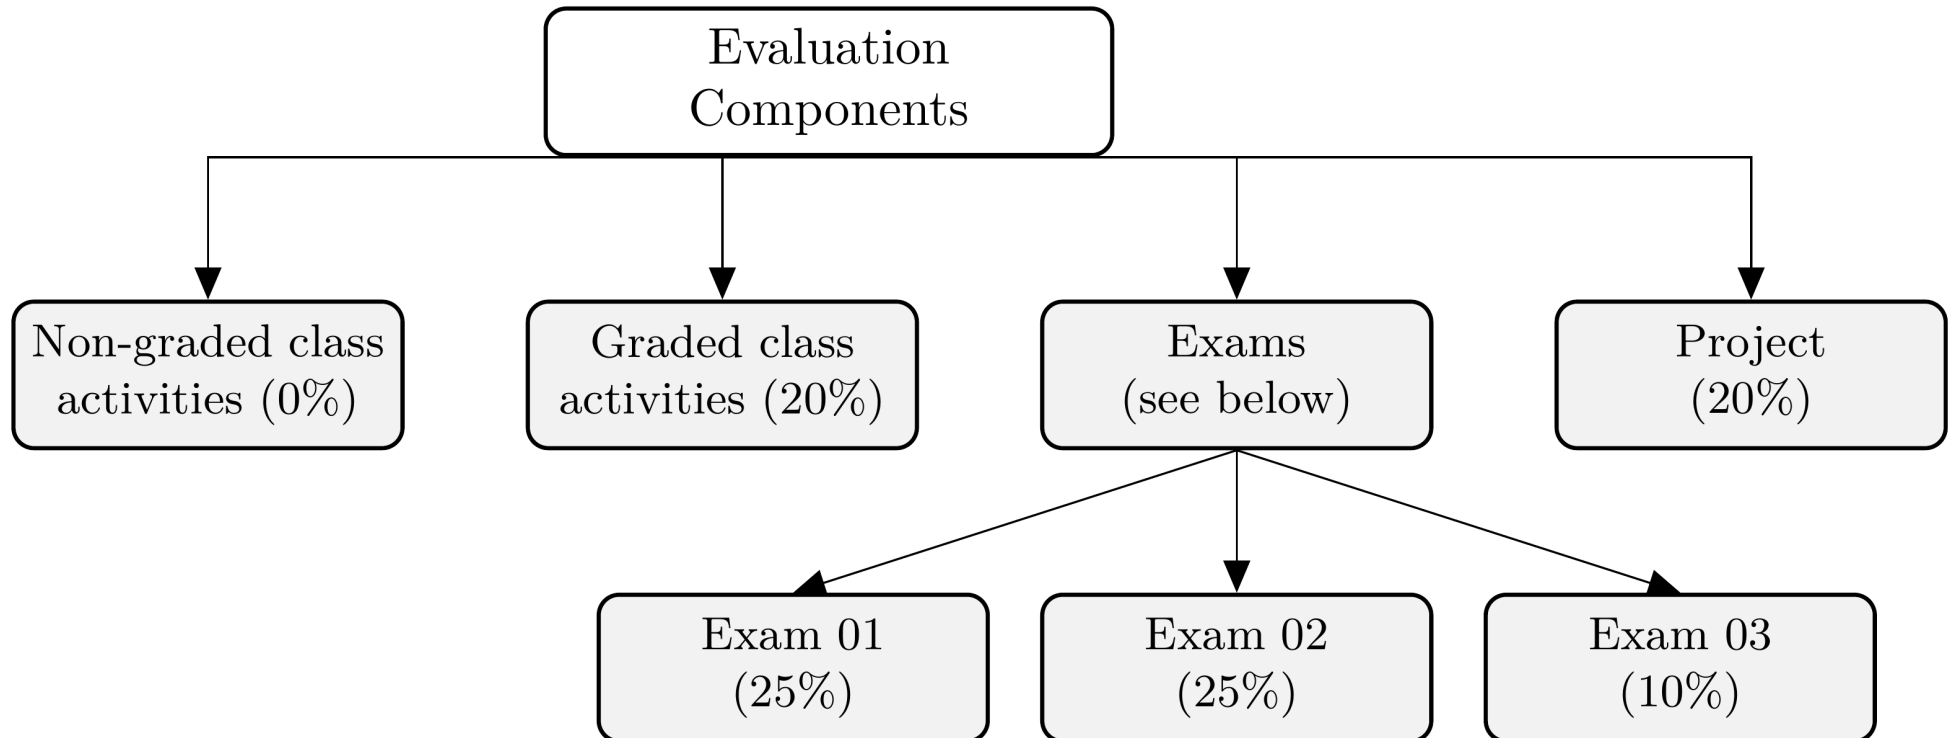 Evaluation
Components
Non-graded class
activities (0%)
Graded class
activities (20%)
Exams
(see below)
Project
(20%)
Exam 01
(25%)
Exam 02
(25%)
Exam 03
(10%)